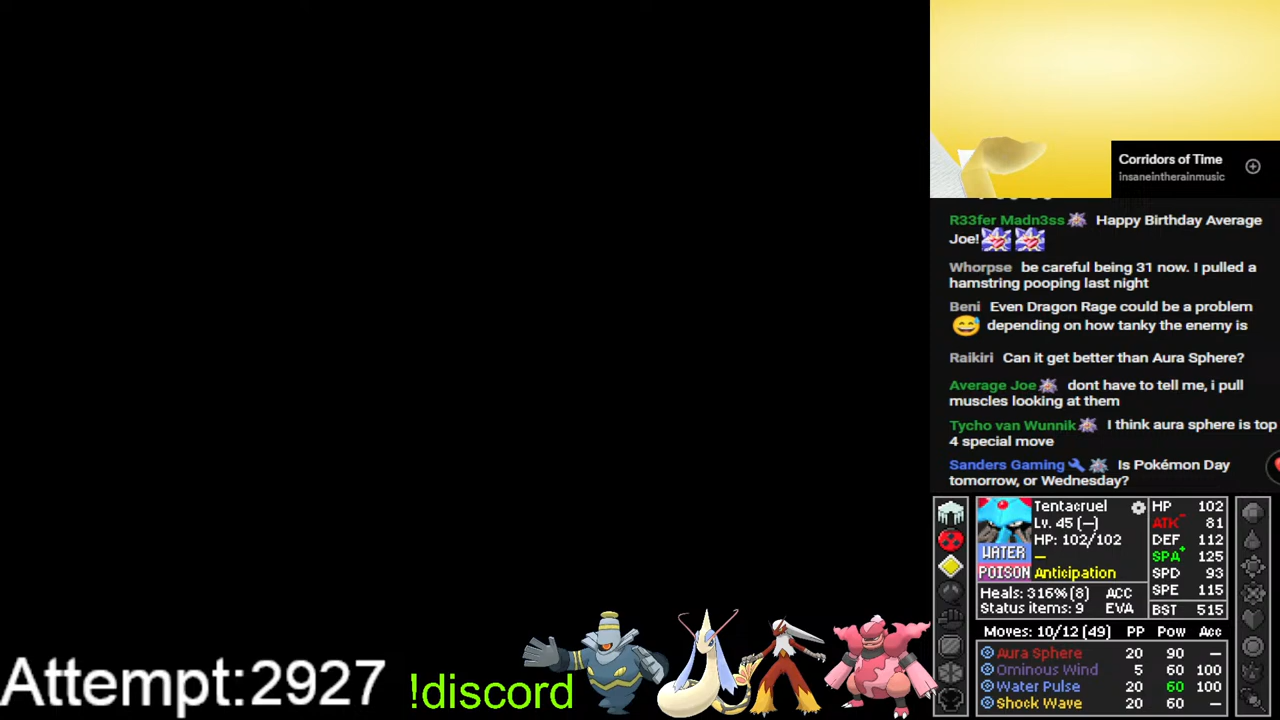 Corridors of Time
insaneintherainmusic
R33fer Madn3ss Happy Birthday Average
Joe!
Whorpse be careful being 31 now. I pulled a
hamstring pooping last night
Beni Even Dragon Rage could be a problem
depending on how tanky the enemy is
Raikiri Can it get better than Aura Sphere?
Average Joe dont have to tell me, i pull
muscles looking at them
Tycho van Wunnik I think aura sphere is top
4 special move
Sanders Gaming Is Pokémon Day
tomorrow, or Wednesday?
Tentacruel
Lv. 45 (—)
HP: 102/102
—
WATER
POISON
Anticipation
HP 102
ATK 81
DEF 112
SPA 125
SPD 93
SPE 115
BST 515
Heals: 316% (8) ACC
Status items: 9 EVA
Moves: 10/12 (49) PP Pow Acc
Aura Sphere 20 90 —
Ominous Wind 5 60 100
Water Pulse 20 60 100
Shock Wave 20 60 —
Attempt:2927
!discord